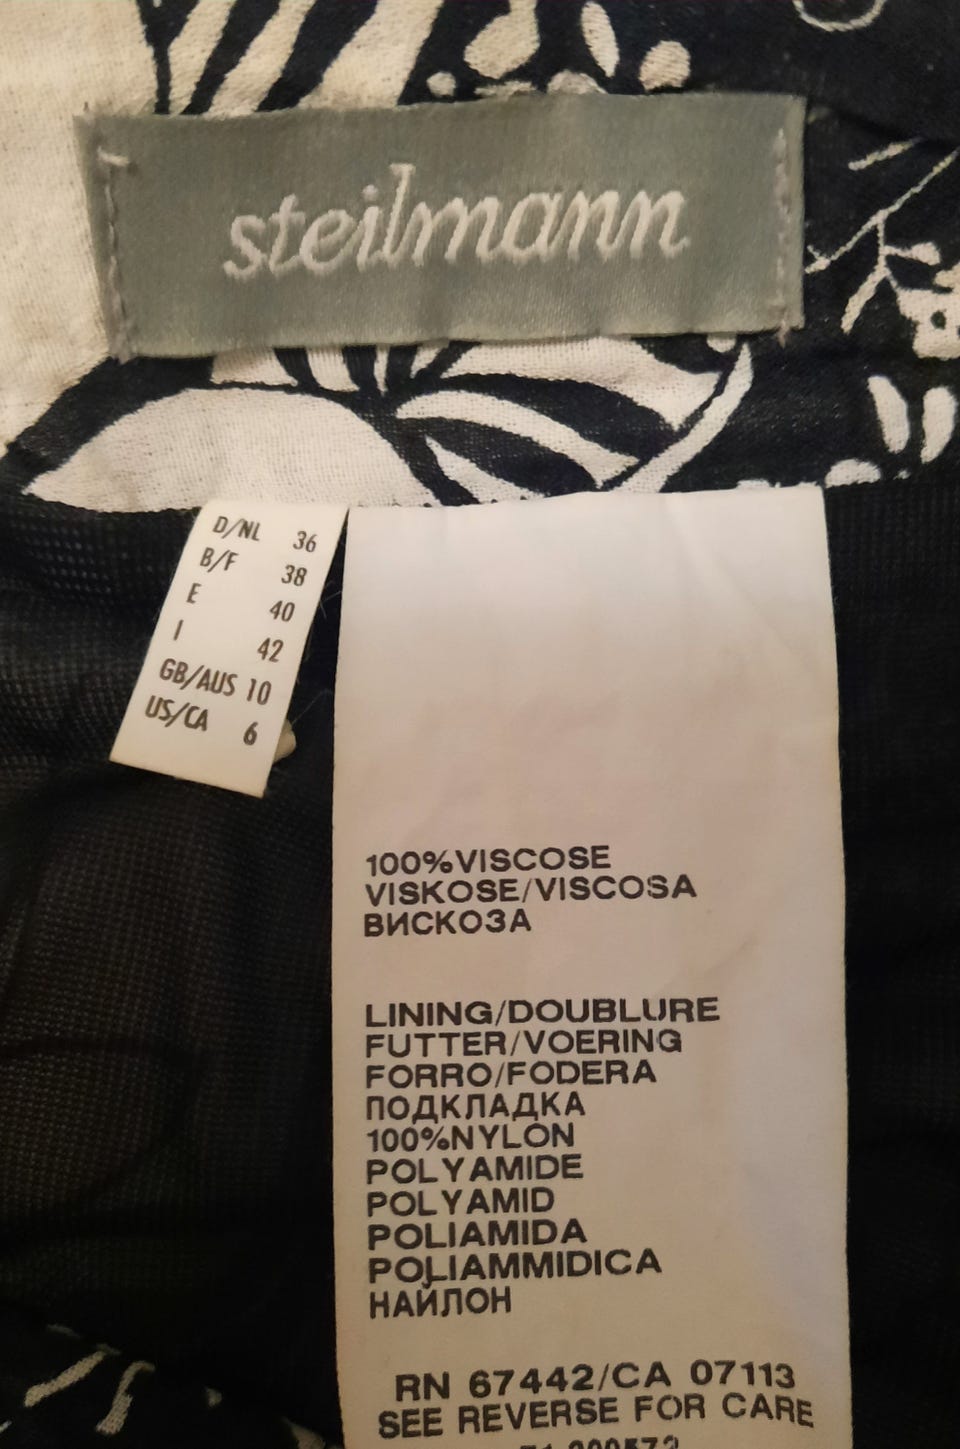 steilmann
D/NL 36
B/F 38
E 40
I 42
GB/AUS 10
US/CA 6
100%VISCOSE
VISKOSE/VISCOSA
ВИСКОЗА
LINING/DOUBLURE
FUTTER/VOERING
FORRO/FODERA
ПОДКЛАДКА
100%NYLON
POLYAMIDE
POLYAMID
POLIAMIDA
POLIAMMIDICA
НАЙЛОН
RN 67442/CA 07113
SEE REVERSE FOR CARE